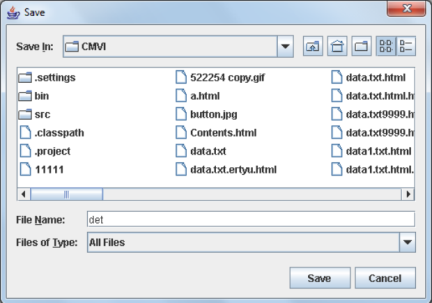 Save
Save In: CMVI
.settings
bin
src
.classpath
.project
11111
522254 copy.gif
a.html
button.jpg
Contents.html
data.txt
data.txt.ertyu.html
data.txt.html
data.txt.html.h
data.txt9999.h
data.txt9999.h
data1.txt.html
data1.txt.html.
File Name: det
Files of Type: All Files
Save Cancel